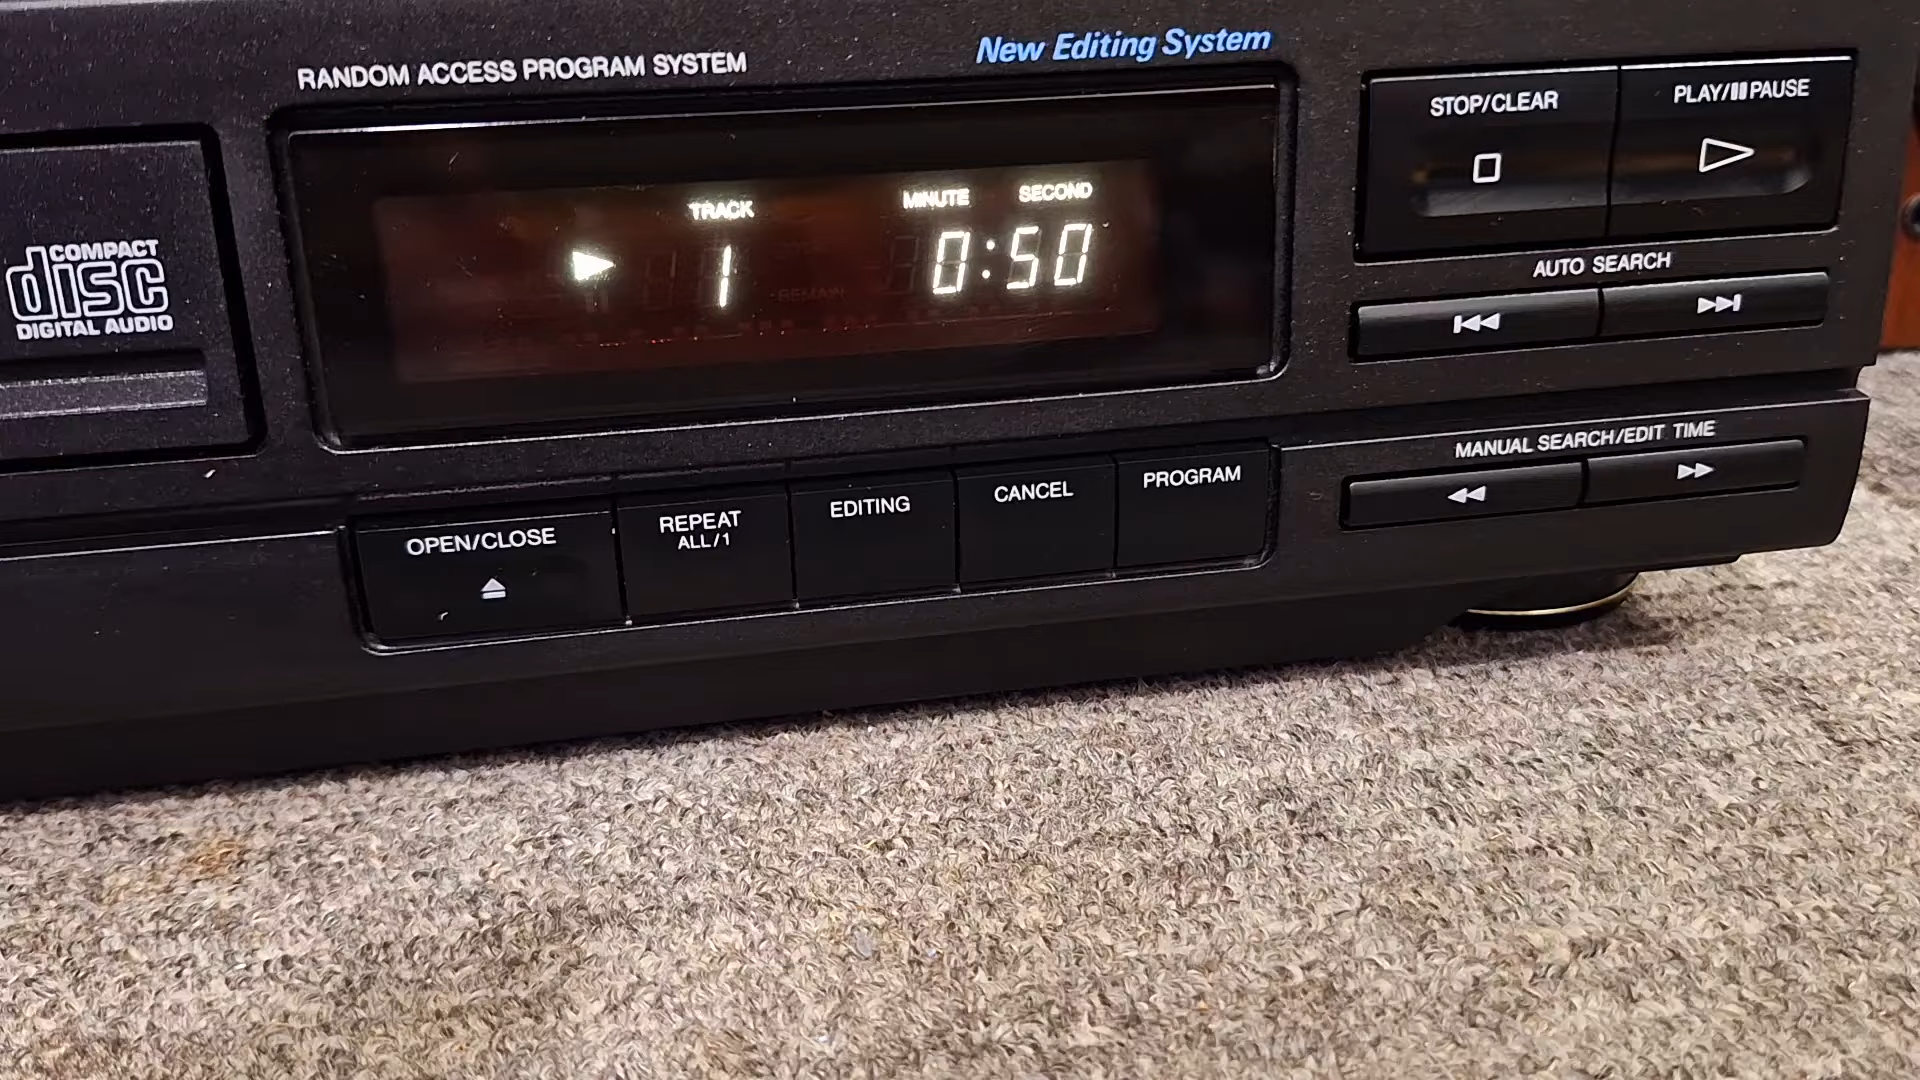 RANDOM ACCESS PROGRAM SYSTEM
New Editing System
STOP/CLEAR
PLAY/PAUSE
TRACK
MINUTE
SECOND
1
0:50
COMPACT
disc
DIGITAL AUDIO
REMAIN
AUTO SEARCH
MANUAL SEARCH/EDIT TIME
OPEN/CLOSE
REPEAT
ALL/1
EDITING
CANCEL
PROGRAM